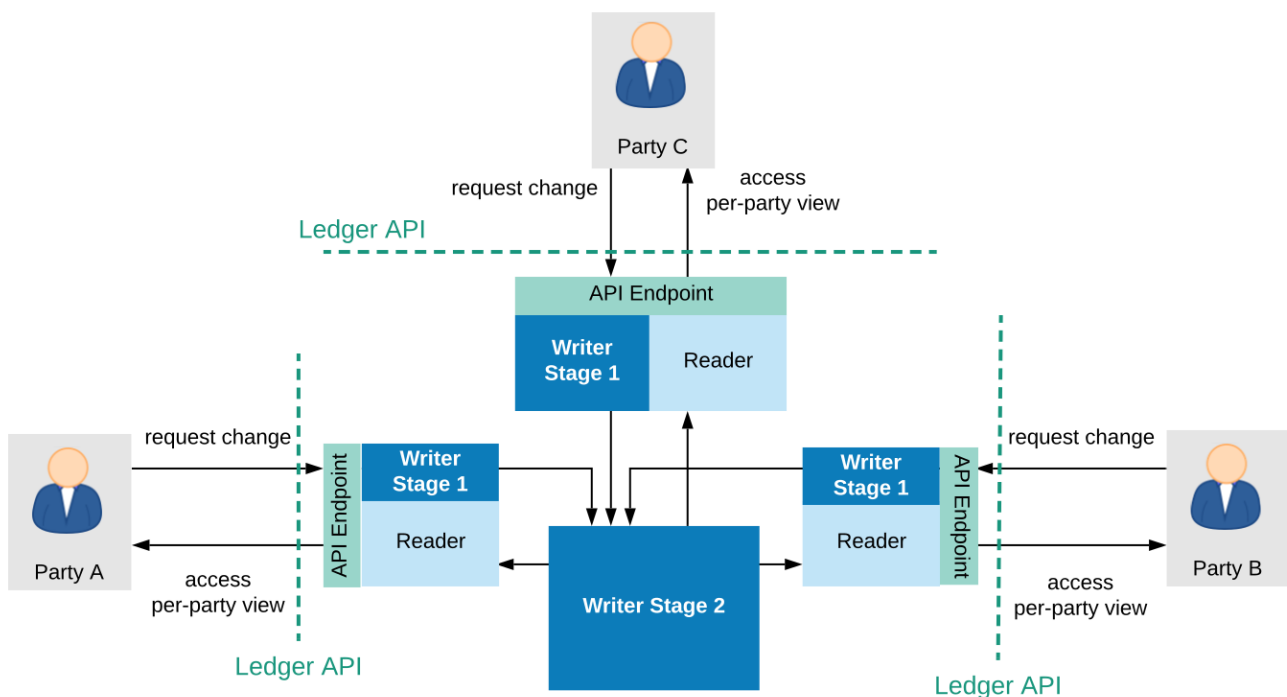 Party C
request change
access
per-party view
Ledger API
API Endpoint
Writer
Stage 1
Reader
Party A
request change
access
per-party view
Ledger API
API Endpoint
Writer
Stage 1
Reader
Writer Stage 2
Writer
Stage 1
Reader
API Endpoint
request change
access
per-party view
Party B
Ledger API